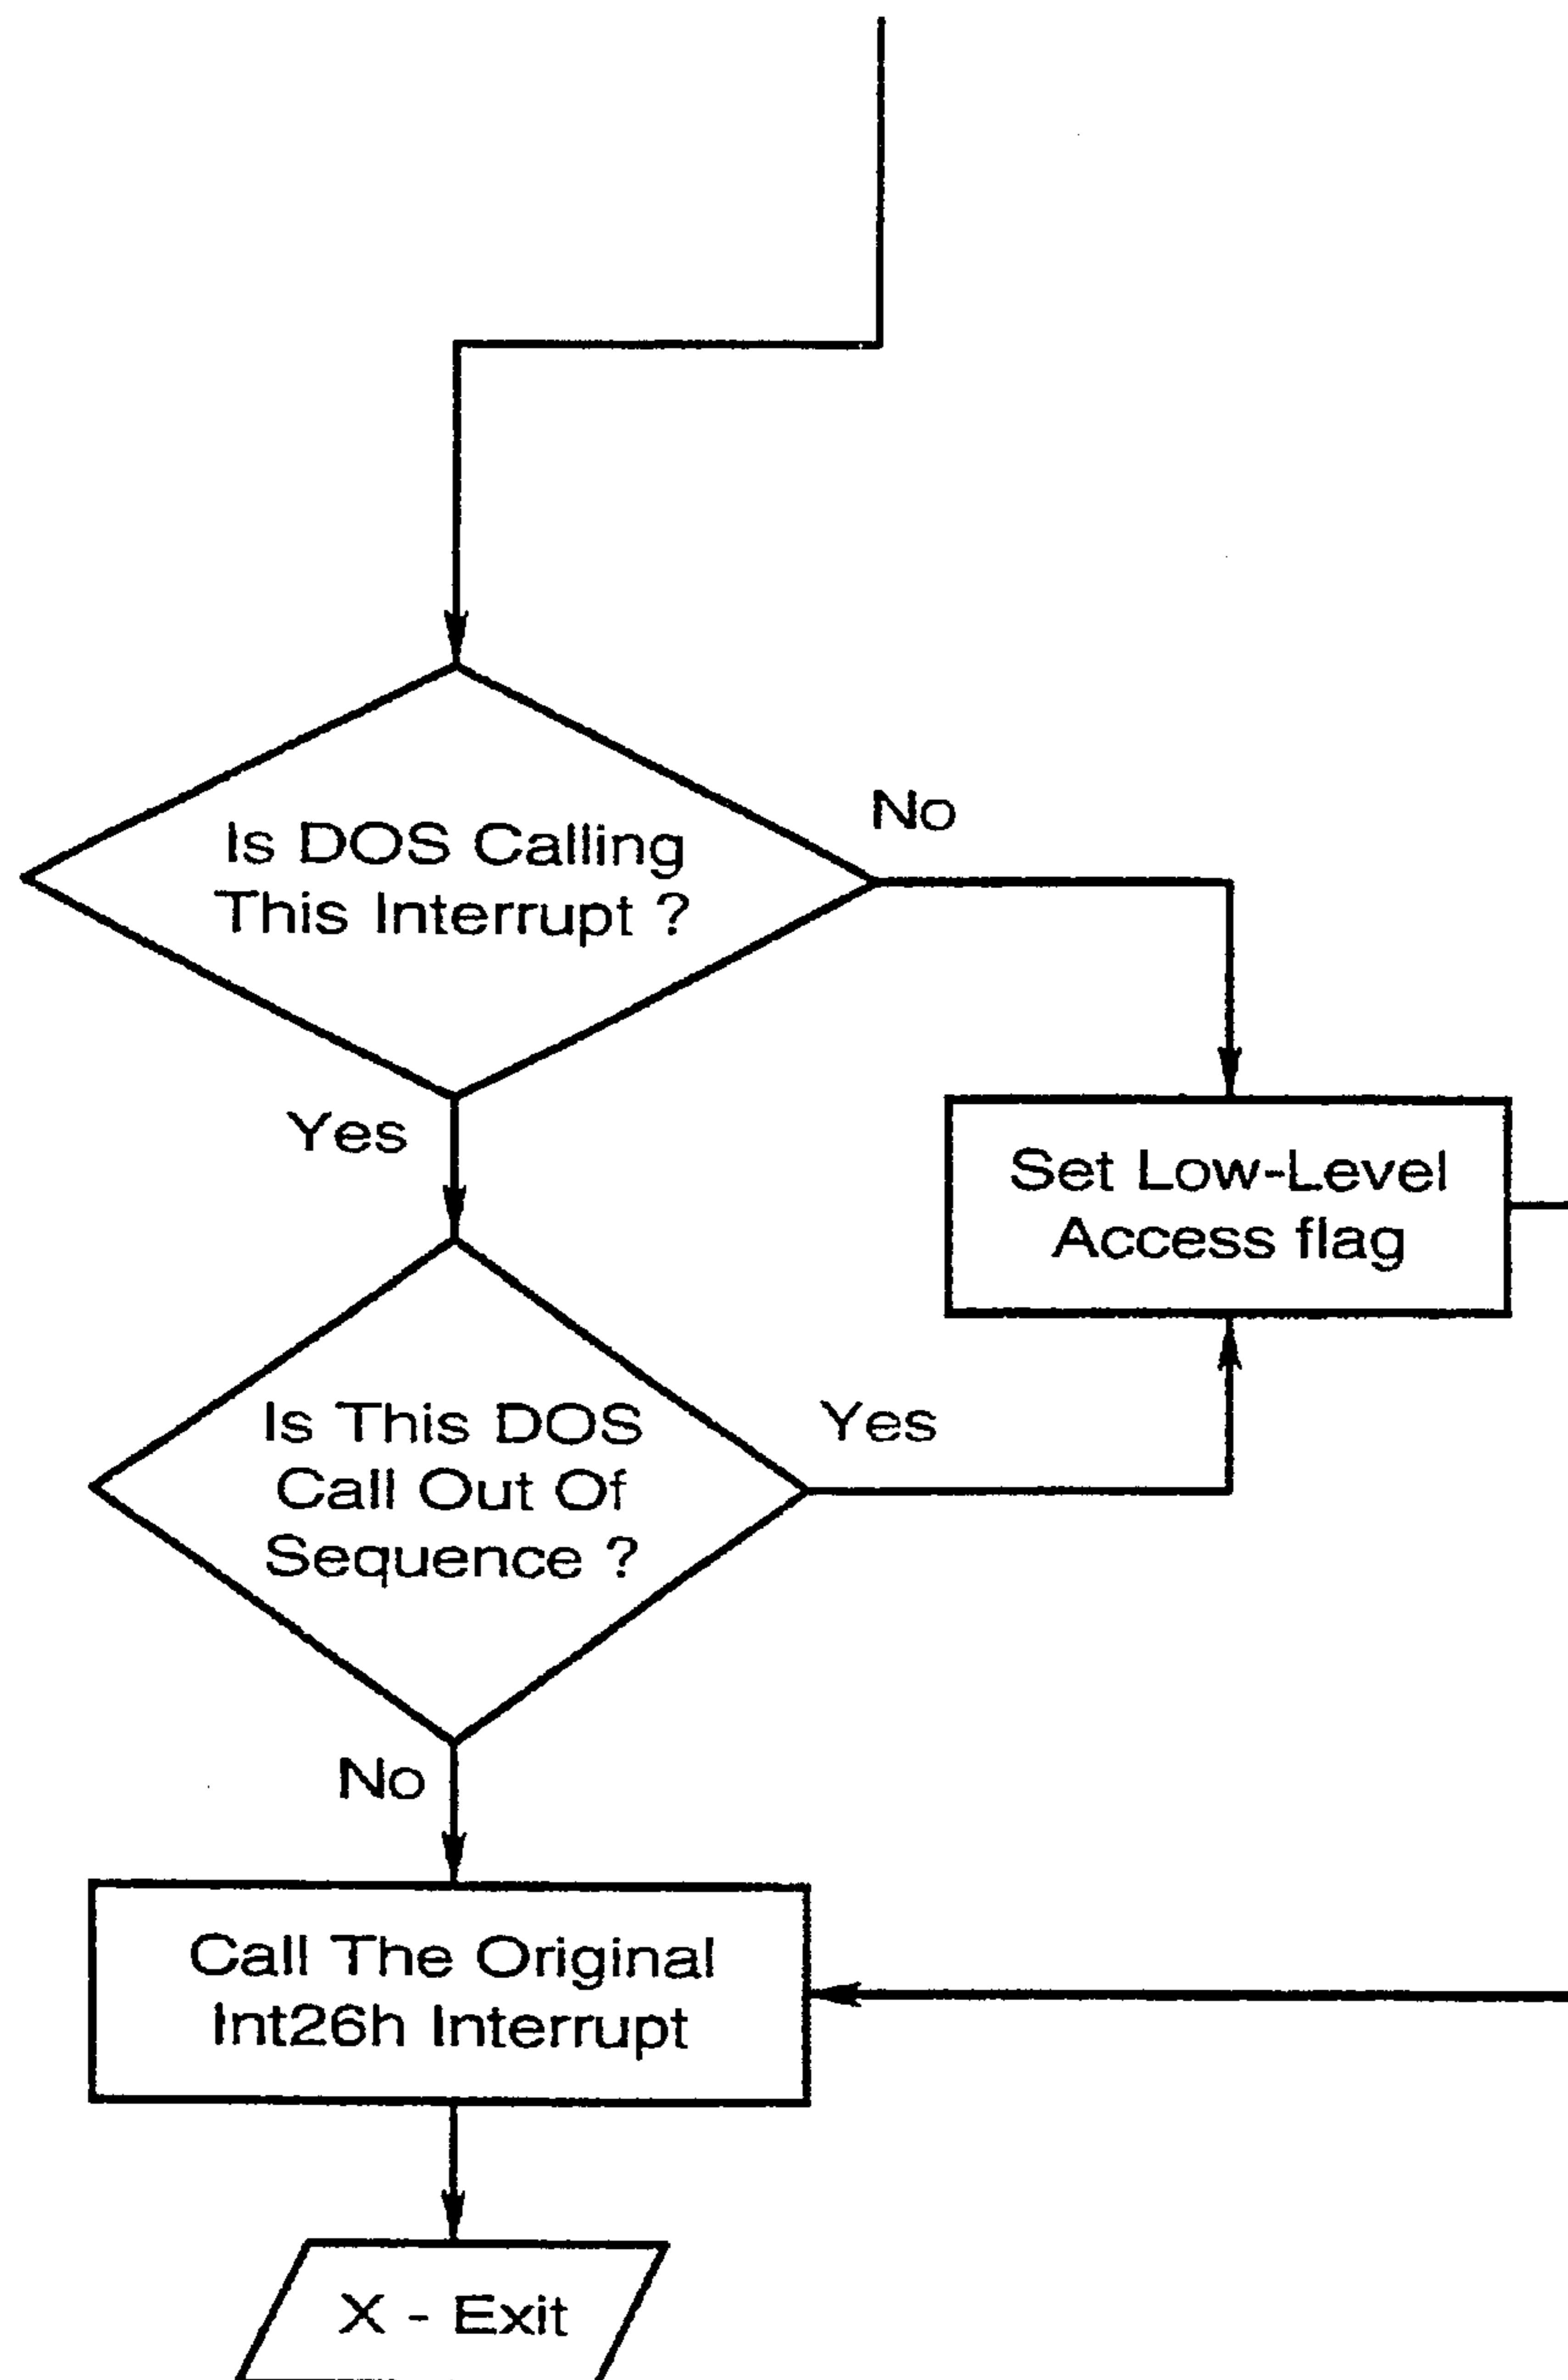 No
Is DOS Calling
This Interrupt ?
Yes
Set Low-Level
Access flag
Is This DOS
Call Out Of
Sequence ?
Yes
No
Call The Original
Int26h Interrupt
X - Exit